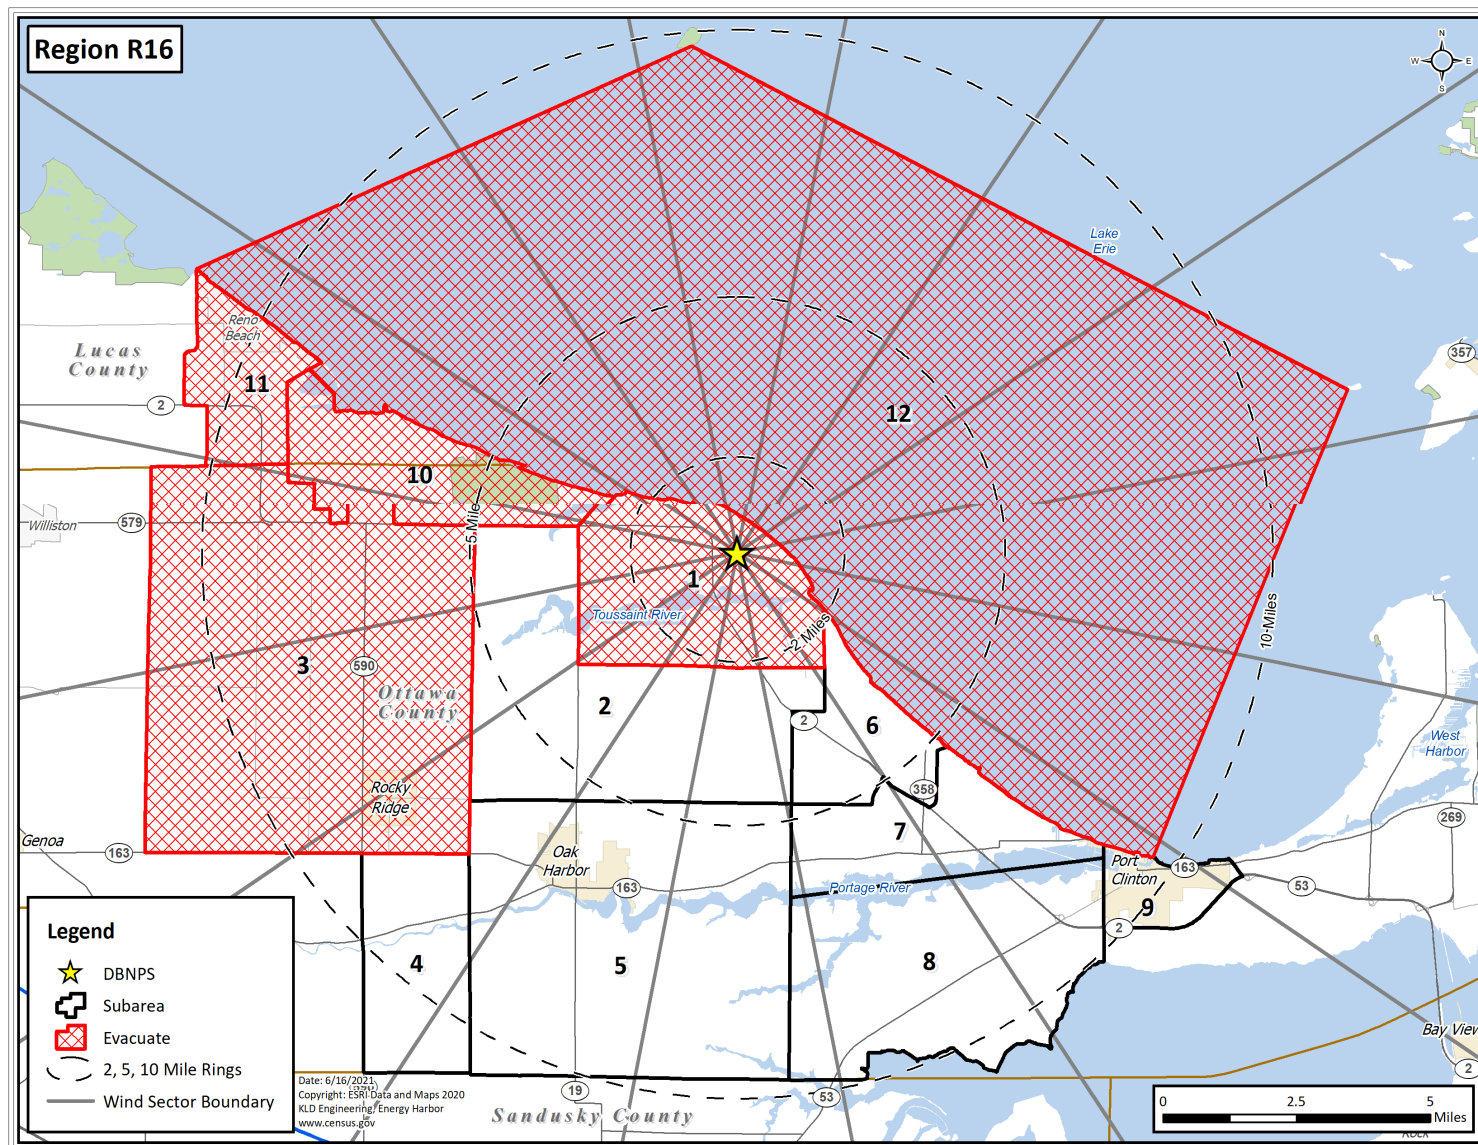 Region R16
N
W
E
S
Lake
Erie
Reno
Beach
Lucas
County
357
11
2
12
10
Williston
579
5 Mile
1
Toussaint River
2 Miles
10 Miles
3
590
Ottawa
County
2
2
6
West
Harbor
Rocky
Ridge
358
7
269
Genoa
163
Oak
Harbor
163
Port
Clinton
163
53
Portage River
9
2
4
5
8
Bay View
2
19
53
Sandusky County
Legend
DBNPS
Subarea
Evacuate
2, 5, 10 Mile Rings
Wind Sector Boundary
Date: 6/16/2021
Copyright: ESRI Data and Maps 2020
KLD Engineering, Energy Harbor
www.census.gov
0
2.5
5
Miles